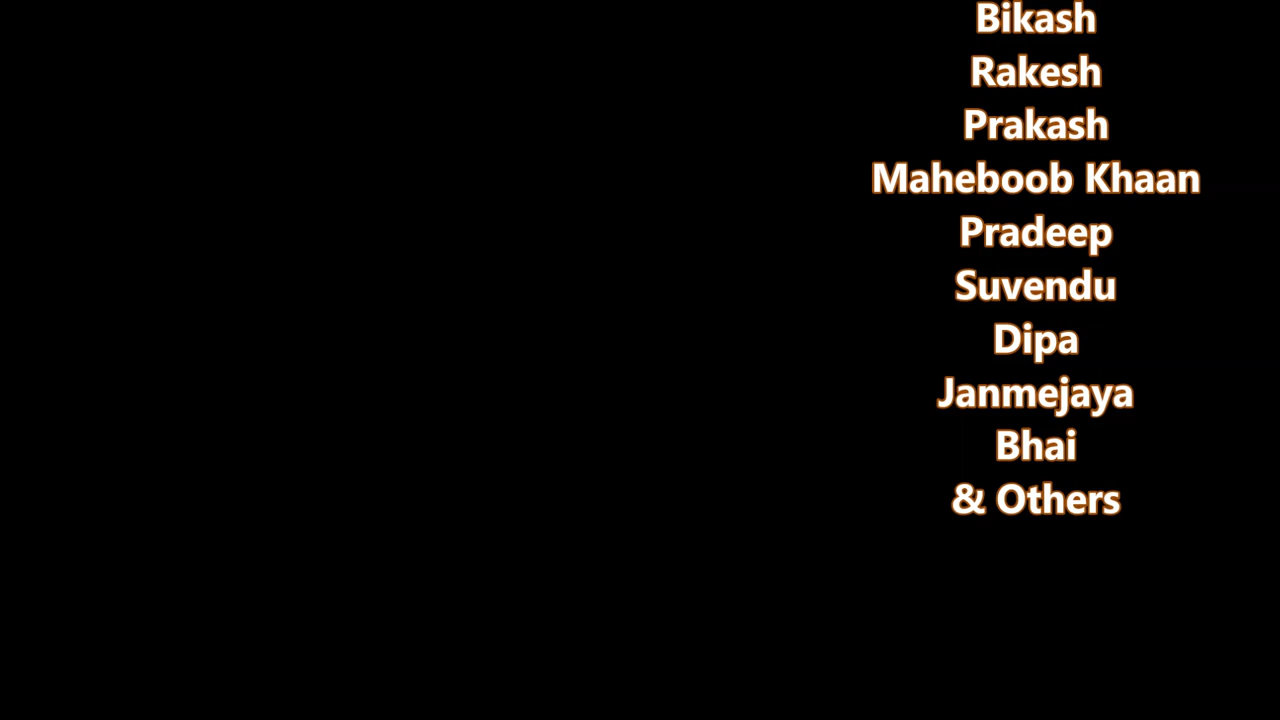 Bikash
Rakesh
Prakash
Maheboob Khaan
Pradeep
Suvendu
Dipa
Janmejaya
Bhai
& Others